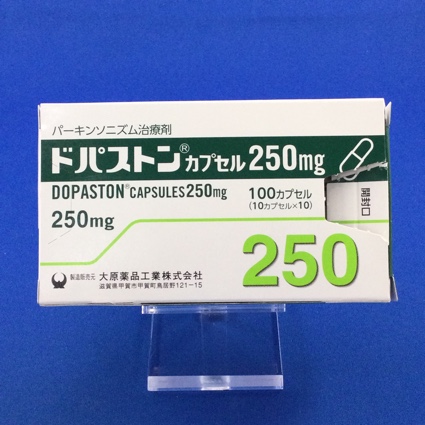 パーキンソニズム治療剤
ドパストン®カプセル250mg
DOPASTON® CAPSULES250mg
100カプセル
(10カプセル×10)
250mg
開封口
250
製造販売元 大原薬品工業株式会社
滋賀県甲賀市甲賀町鳥居野121-15